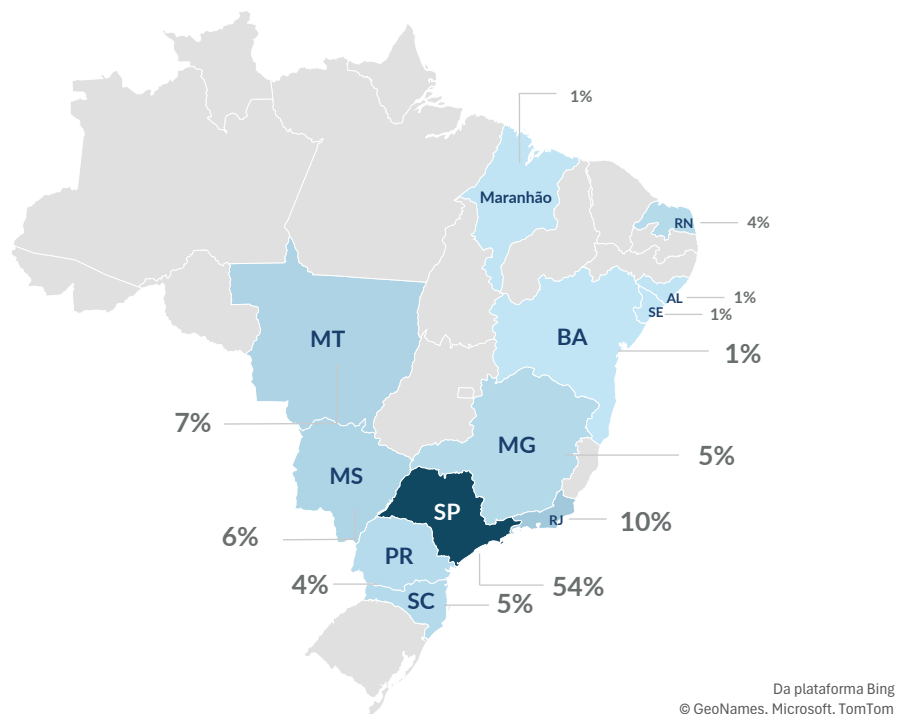 1%
Maranhão
RN
4%
AL
1%
SE
1%
MT
BA
1%
7%
MG
5%
MS
SP
RJ
10%
6%
PR
4%
54%
SC
5%
Da plataforma Bing
© GeoNames, Microsoft, TomTom